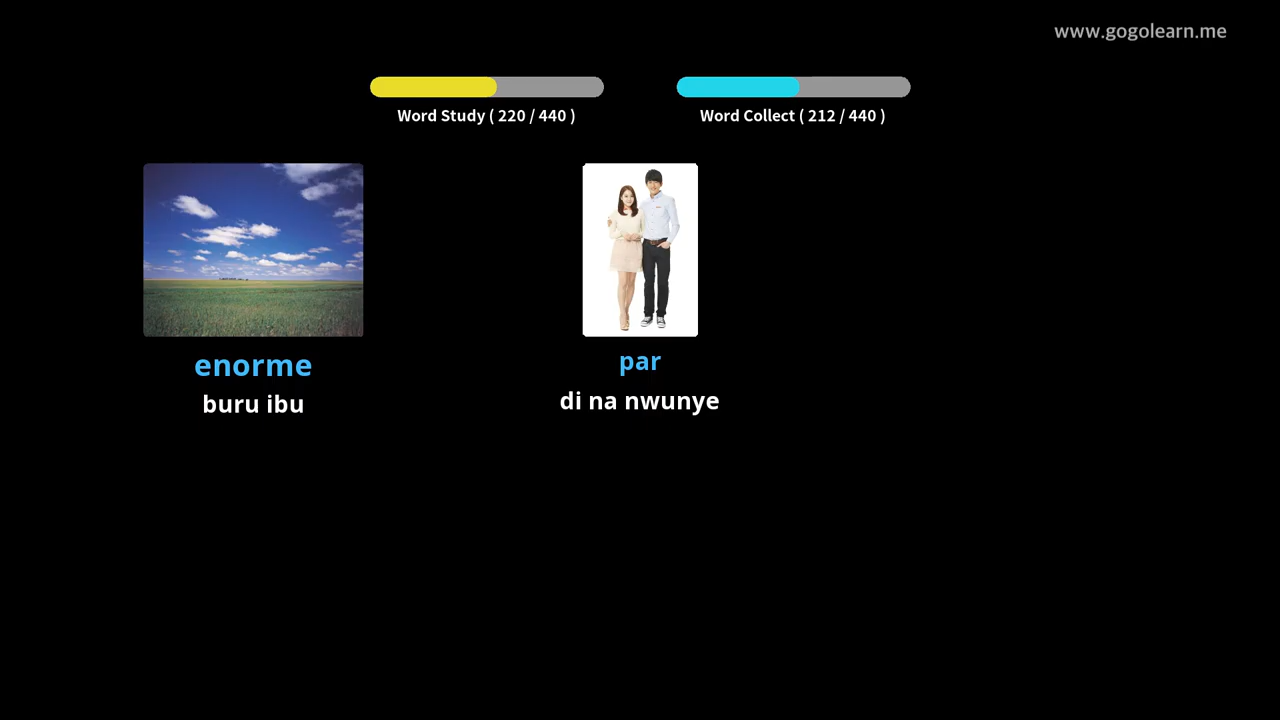 www.gogolearn.me
Word Study ( 220 / 440 )
Word Collect ( 212 / 440 )
enorme
buru ibu
par
di na nwunye